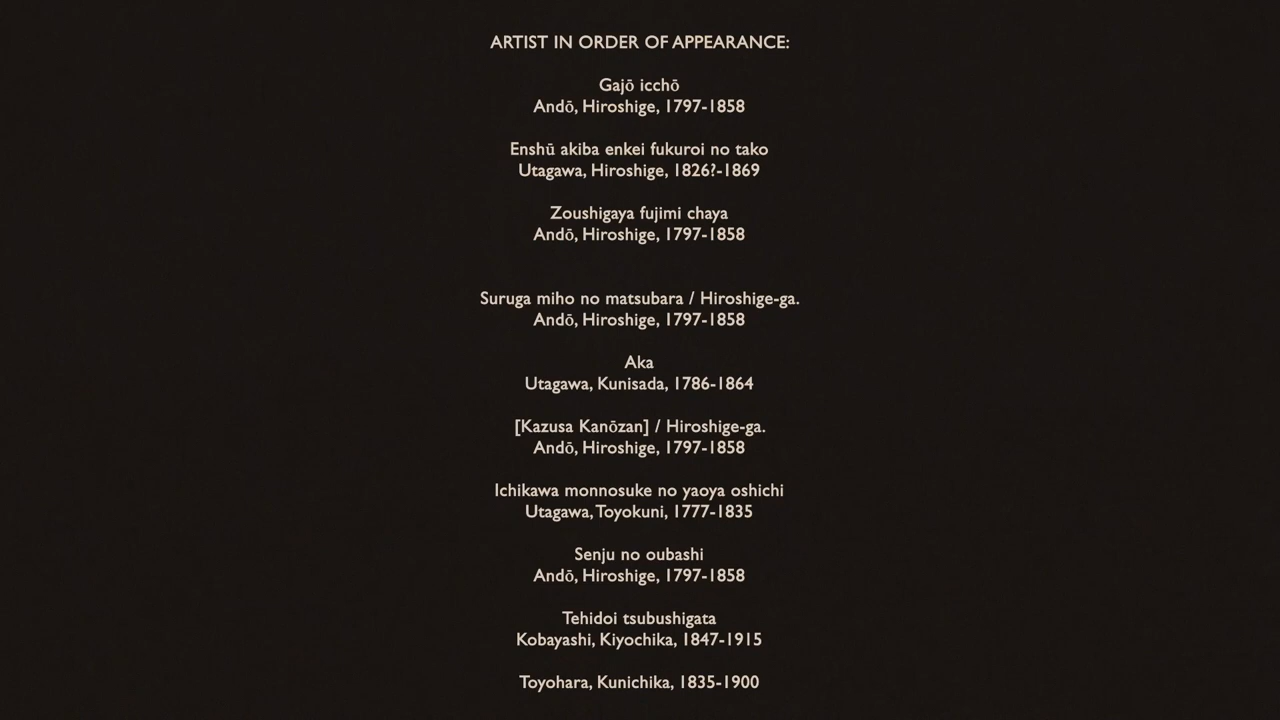 ARTIST IN ORDER OF APPEARANCE:
Gajō icchō
Andō, Hiroshige, 1797-1858
Enshū akiba enkei fukuroi no tako
Utagawa, Hiroshige, 1826?-1869
Zoushigaya fujimi chaya
Andō, Hiroshige, 1797-1858
Suruga miho no matsubara / Hiroshige-ga.
Andō, Hiroshige, 1797-1858
Aka
Utagawa, Kunisada, 1786-1864
[Kazusa Kanōzan] / Hiroshige-ga.
Andō, Hiroshige, 1797-1858
Ichikawa monnosuke no yaoya oshichi
Utagawa, Toyokuni, 1777-1835
Senju no oubashi
Andō, Hiroshige, 1797-1858
Tehidoi tsubushigata
Kobayashi, Kiyochika, 1847-1915
Toyohara, Kunichika, 1835-1900